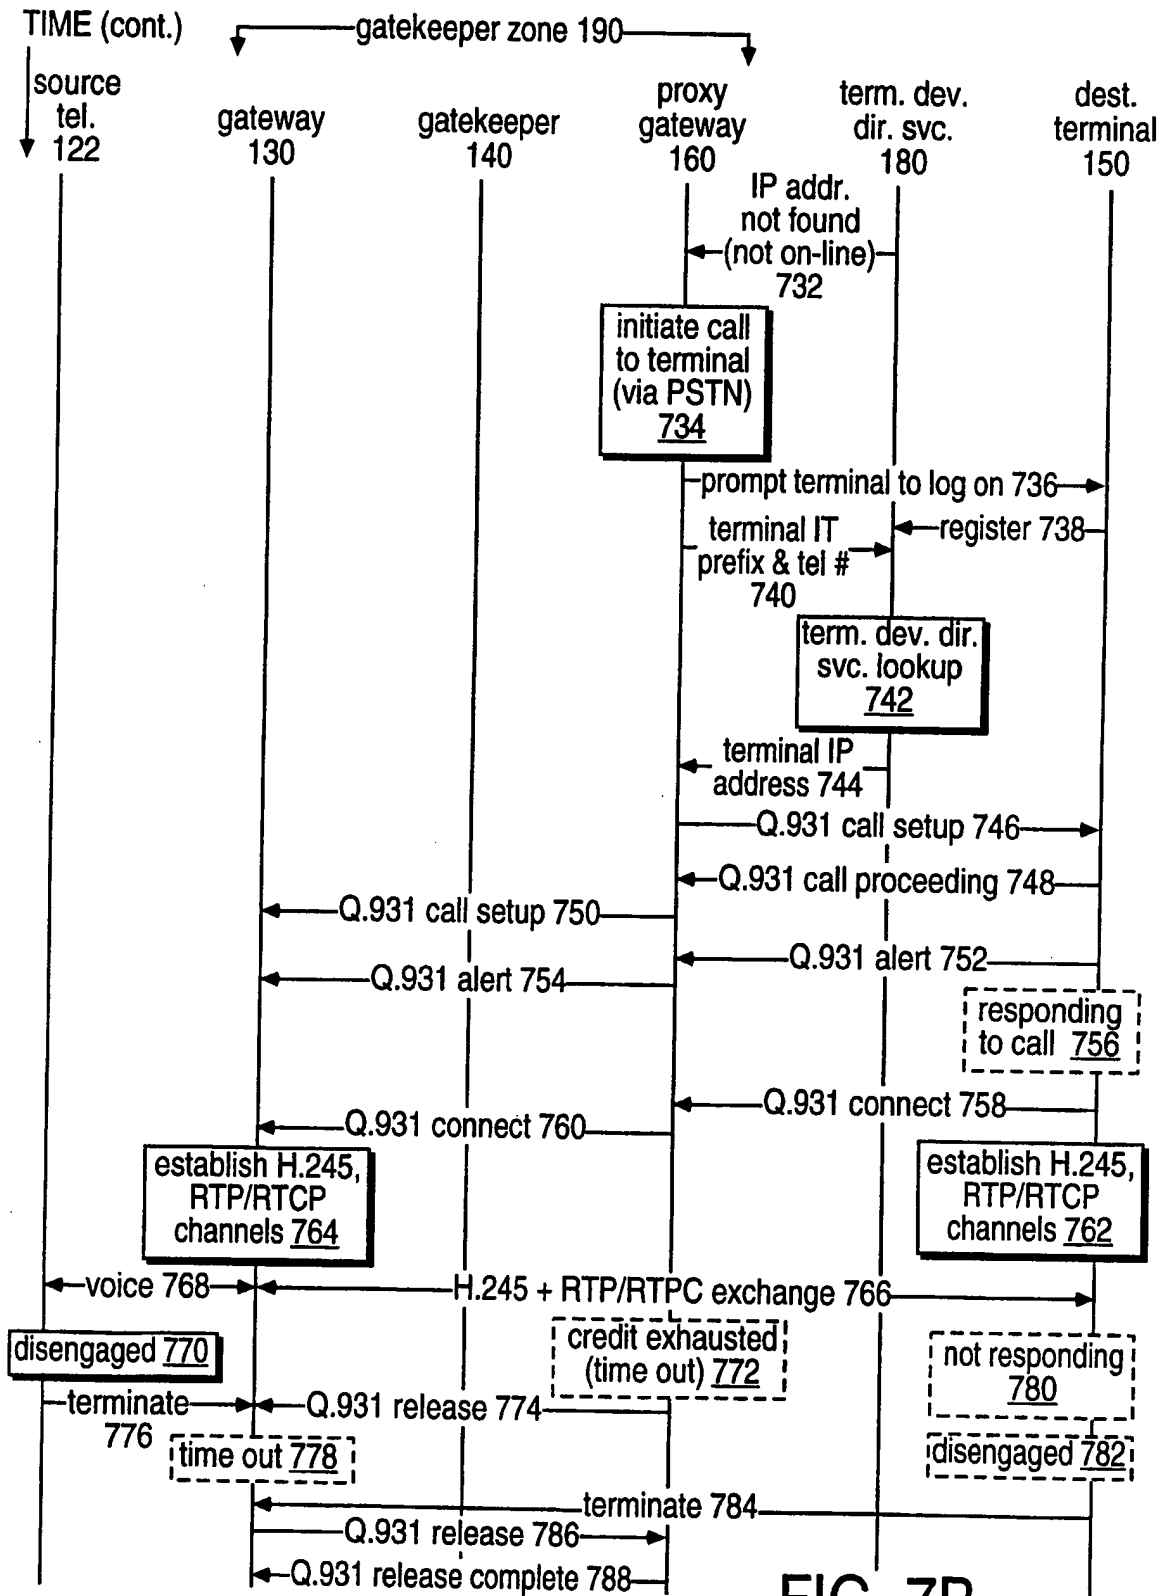 TIME (cont.)
gatekeeper zone 190
source
tel.
122
gateway
130
gatekeeper
140
proxy
gateway
160
term. dev.
dir. svc.
180
dest.
terminal
150
IP addr.
not found
(not on-line)
732
initiate call
to terminal
(via PSTN)
734
prompt terminal to log on 736
register 738
terminal IT
prefix & tel #
740
term. dev. dir.
svc. lookup
742
terminal IP
address 744
Q.931 call setup 746
Q.931 call proceeding 748
Q.931 call setup 750
Q.931 alert 752
Q.931 alert 754
responding
to call 756
Q.931 connect 758
Q.931 connect 760
establish H.245,
RTP/RTCP
channels 764
establish H.245,
RTP/RTCP
channels 762
voice 768
H.245 + RTP/RTPC exchange 766
disengaged 770
credit exhausted
(time out) 772
not responding
780
terminate
776
Q.931 release 774
time out 778
disengaged 782
terminate 784
Q.931 release 786
Q.931 release complete 788
FIG. 7B